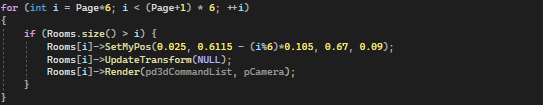 for (int i = Page*6; i < (Page+1) * 6; ++i)
{
    if (Rooms.size() > i) {
        Rooms[i]->SetMyPos(0.025, 0.6115 - (i%6)*0.105, 0.67, 0.09);
        Rooms[i]->UpdateTransform(NULL);
        Rooms[i]->Render(pd3dCommandList, pCamera);
    }
}